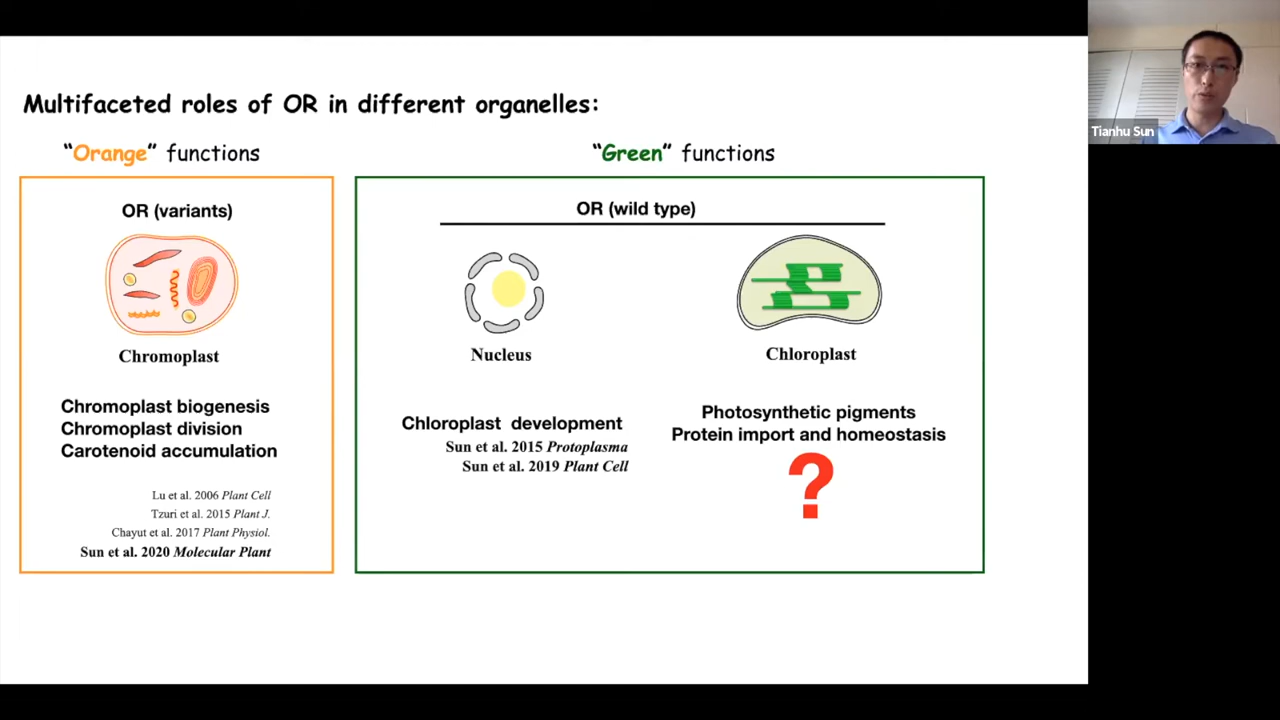 Multifaceted roles of OR in different organelles:
"Orange" functions
OR (variants)
Chromoplast
Chromoplast biogenesis
Chromoplast division
Carotenoid accumulation
Lu et al. 2006 Plant Cell
Tzuri et al. 2015 Plant J.
Chayut et al. 2017 Plant Physiol.
Sun et al. 2020 Molecular Plant
"Green" functions
OR (wild type)
Nucleus
Chloroplast development
Sun et al. 2015 Protoplasma
Sun et al. 2019 Plant Cell
Chloroplast
Photosynthetic pigments
Protein import and homeostasis
?
Tianhu Sun